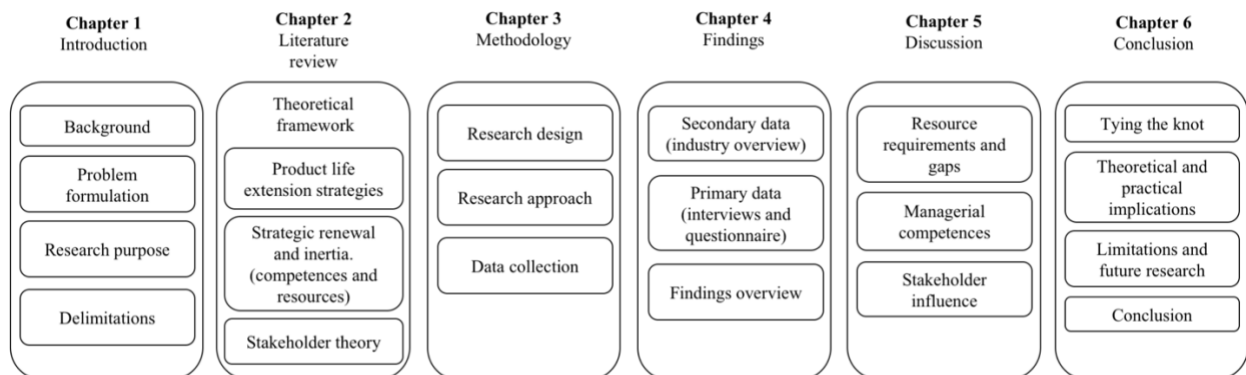 Chapter 1
Introduction
Background
Problem
formulation
Research purpose
Delimitations
Chapter 2
Literature
review
Theoretical
framework
Product life
extension strategies
Strategic renewal
and inertia.
(competences and
resources)
Stakeholder theory
Chapter 3
Methodology
Research design
Research approach
Data collection
Chapter 4
Findings
Secondary data
(industry overview)
Primary data
(interviews and
questionnaire)
Findings overview
Chapter 5
Discussion
Resource
requirements and
gaps
Managerial
competences
Stakeholder
influence
Chapter 6
Conclusion
Tying the knot
Theoretical and
practical
implications
Limitations and
future research
Conclusion